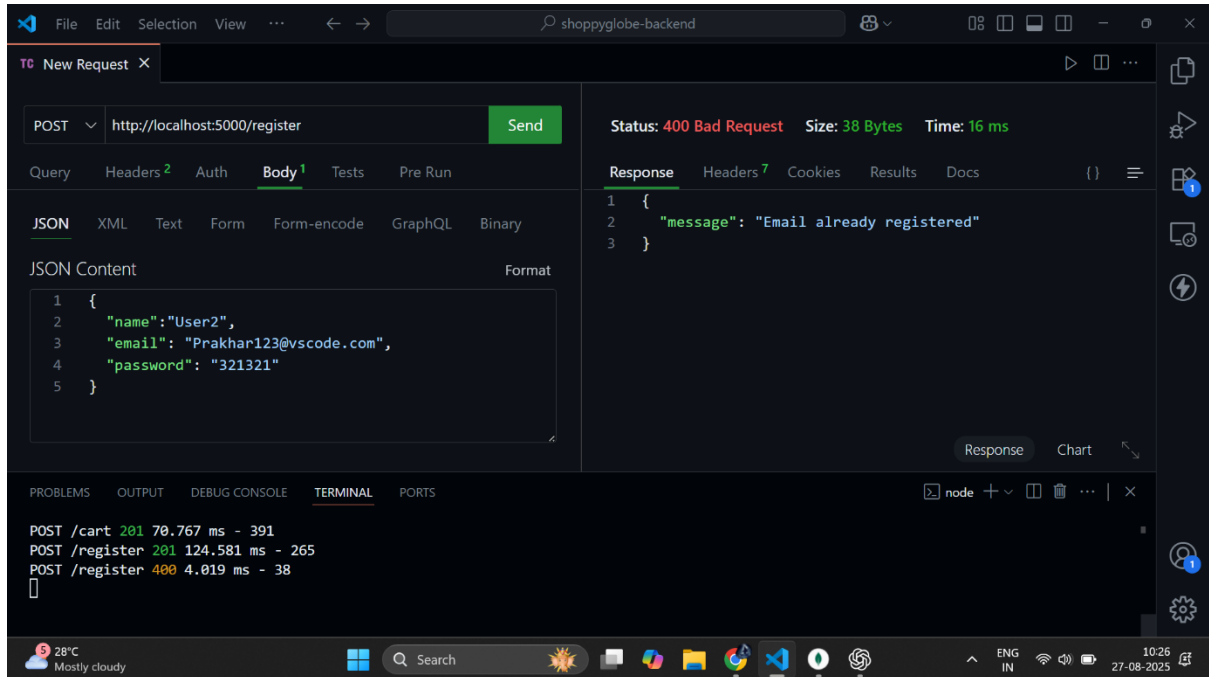 File Edit Selection View ··· shoppyglobe-backend
TC New Request
POST http://localhost:5000/register Send
Query Headers 2 Auth Body 1 Tests Pre Run
JSON XML Text Form Form-encode GraphQL Binary
JSON Content Format
1 {
2 "name":"User2",
3 "email": "Prakhar123@vscode.com",
4 "password": "321321"
5 }
Status: 400 Bad Request Size: 38 Bytes Time: 16 ms
Response Headers 7 Cookies Results Docs { }
1 {
2 "message": "Email already registered"
3 }
Response Chart
1
PROBLEMS OUTPUT DEBUG CONSOLE TERMINAL PORTS node
POST /cart 201 70.767 ms - 391
POST /register 201 124.581 ms - 265
POST /register 400 4.019 ms - 38
1
5 28°C
Mostly cloudy
Search
ENG
IN
10:26
27-08-2025